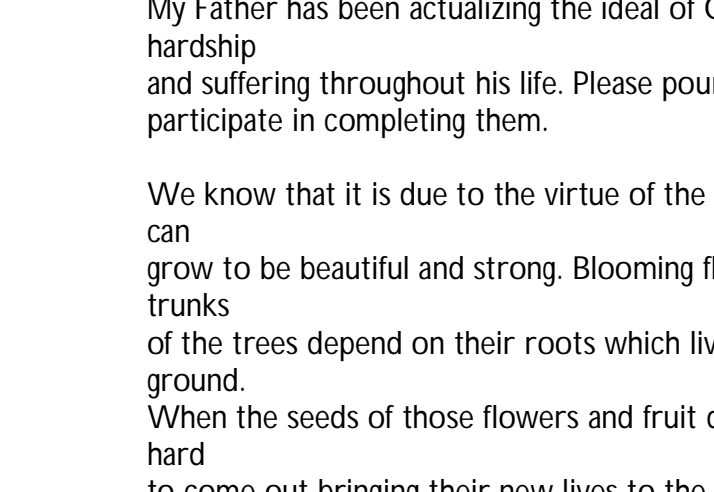 My Father has been actualizing the ideal of
hardship
and suffering throughout his life. Please
participate in completing them.
We know that it is due to the virtue of the
can
grow to be beautiful and strong. Blooming
trunks
of the trees depend on their roots which
ground.
When the seeds of those flowers and fruit
hard
to come out bringing their new lives to the